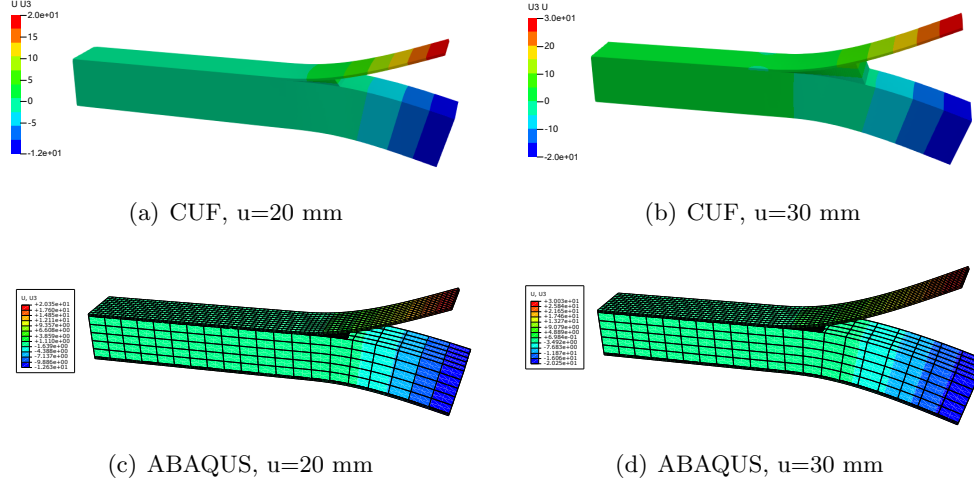 U U3
2.0e+01
15
10
5
0
-5
-1.2e+01
U3 U
3.0e+01
20
10
0
-10
-2.0e+01
(a) CUF, u=20 mm
(b) CUF, u=30 mm
U, U3
+2.035e+01
+1.760e+01
+1.485e+01
+1.211e+01
+9.357e+00
+6.608e+00
+3.859e+00
+1.110e+00
-1.639e+00
-4.388e+00
-7.137e+00
-9.886e+00
-1.263e+01
U, U3
+3.003e+01
+2.584e+01
+2.165e+01
+1.746e+01
+1.327e+01
+9.079e+00
+4.889e+00
+6.984e-01
-3.492e+00
-7.683e+00
-1.187e+01
-1.606e+01
-2.025e+01
(c) ABAQUS, u=20 mm
(d) ABAQUS, u=30 mm